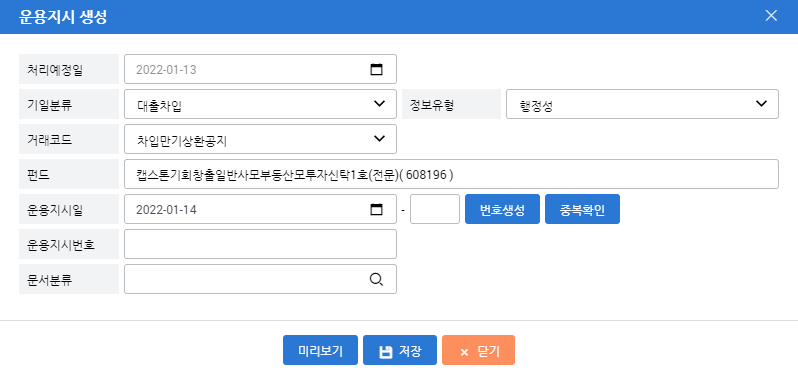 운용지시 생성
처리예정일 2022-01-13
기일분류 대출차입 정보유형 행정성
거래코드 차입만기상환공지
펀드 캡스톤기회창출일반사모부동산모투자신탁1호(전문)( 608196 )
운용지시일 2022-01-14 - 번호생성 중복확인
운용지시번호
문서분류
미리보기 저장 × 닫기